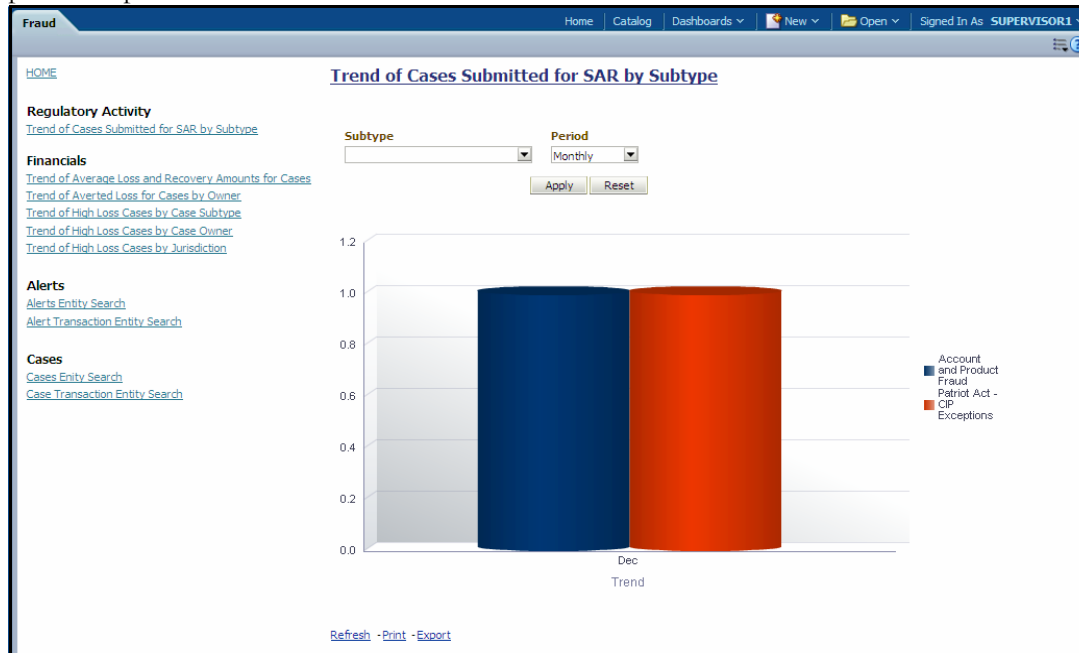 Fraud
Home Catalog Dashboards New Open Signed In As SUPERVISOR1
HOME
Trend of Cases Submitted for SAR by Subtype
Regulatory Activity
Trend of Cases Submitted for SAR by Subtype
Financials
Trend of Average Loss and Recovery Amounts for Cases
Trend of Averted Loss for Cases by Owner
Trend of High Loss Cases by Case Subtype
Trend of High Loss Cases by Case Owner
Trend of High Loss Cases by Jurisdiction
Alerts
Alerts Entity Search
Alert Transaction Entity Search
Cases
Cases Enity Search
Case Transaction Entity Search
Subtype Period
Monthly
Apply Reset
1.2
1.0
0.8
0.6
0.4
0.2
0.0
Dec
Trend
Account
and Product
Fraud
Patriot Act -
CIP
Exceptions
Refresh - Print - Export